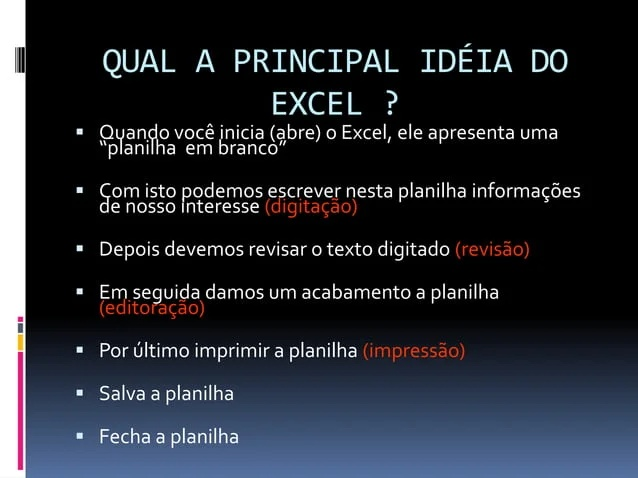 QUAL A PRINCIPAL IDÉIA DO
EXCEL ?
▪ Quando você inicia (abre) o Excel, ele apresenta uma
“planilha em branco”
▪ Com isto podemos escrever nesta planilha informações
de nosso interesse (digitação)
▪ Depois devemos revisar o texto digitado (revisão)
▪ Em seguida damos um acabamento a planilha
(editoração)
▪ Por último imprimir a planilha (impressão)
▪ Salva a planilha
▪ Fecha a planilha